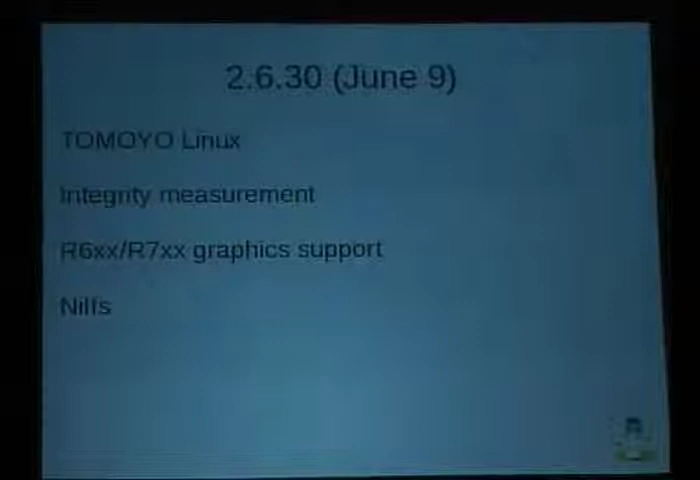 2.6.30 (June 9)
TOMOYO Linux
Integrity measurement
R6xx/R7xx graphics support
Nilfs